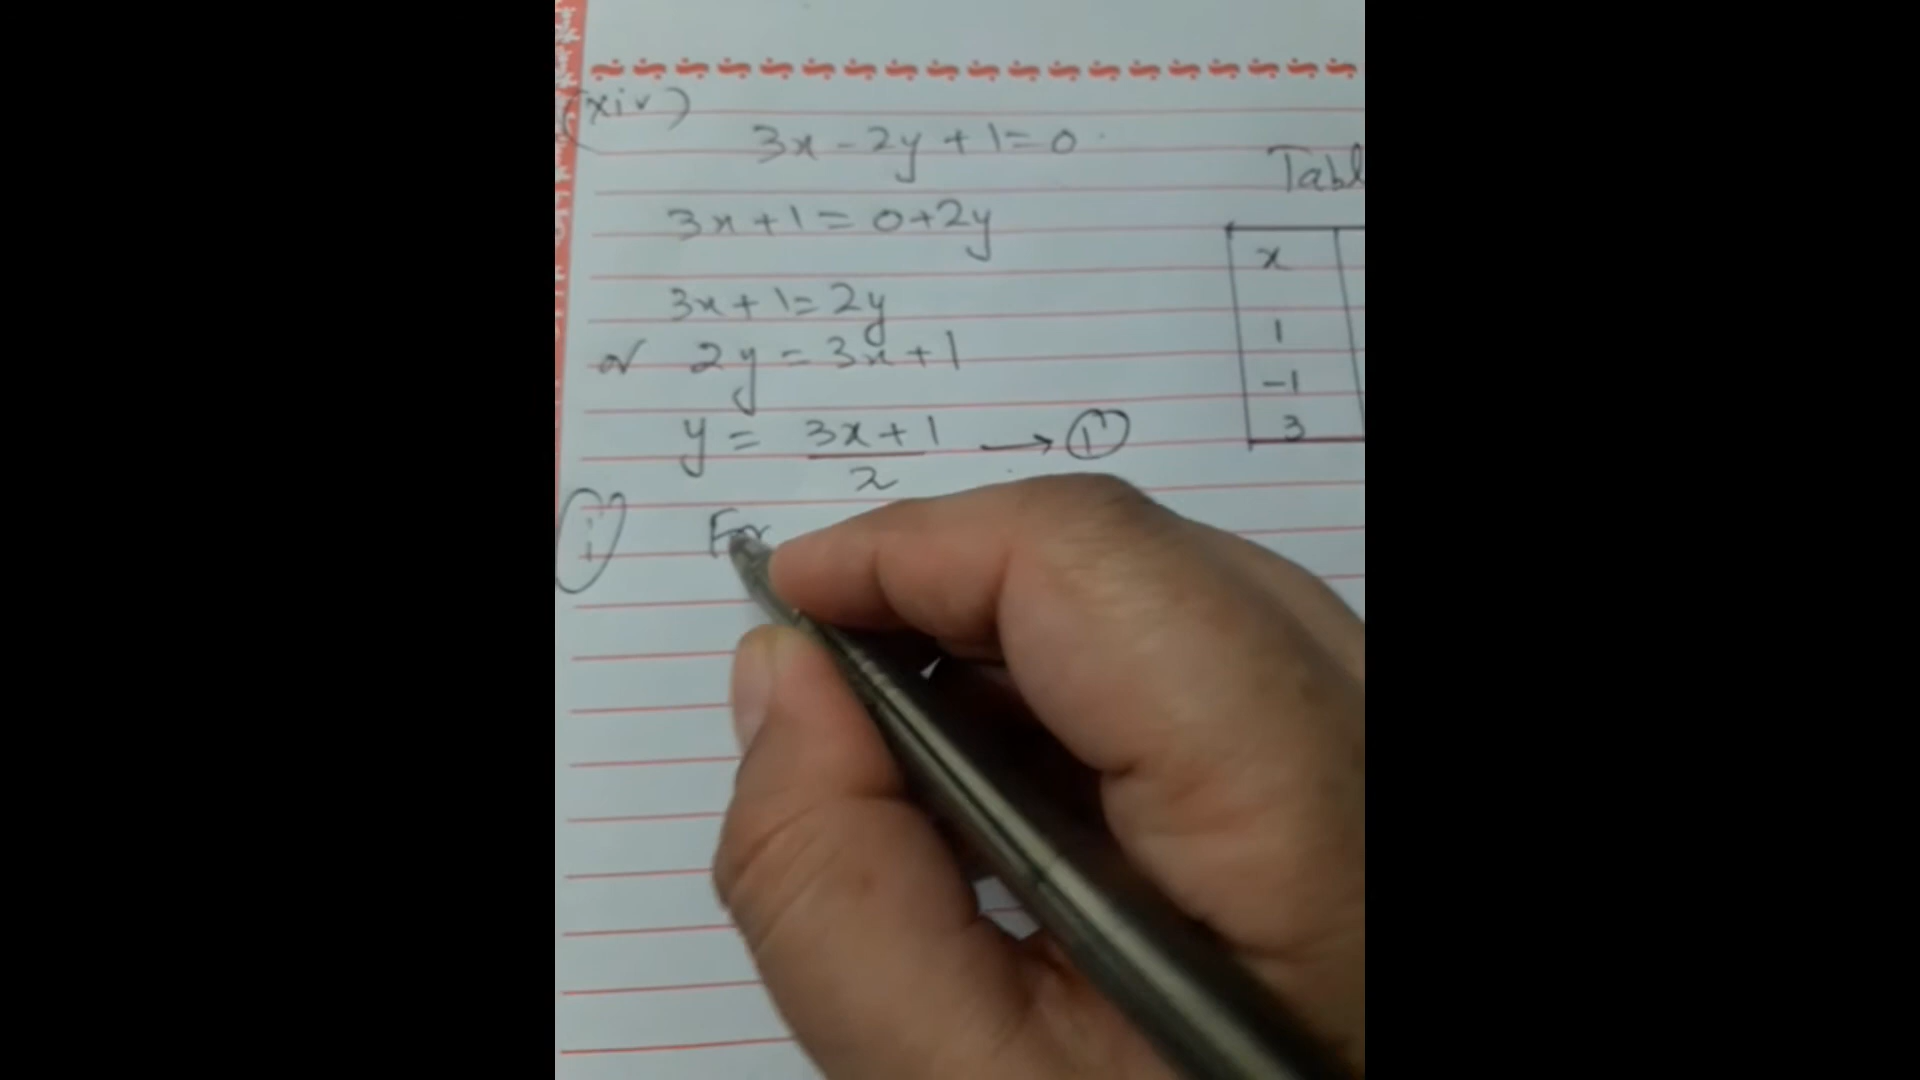 (xiv)
3x - 2y + 1 = 0
3x + 1 = 0 + 2y
3x + 1 = 2y
or 2y = 3x + 1
y = 3x + 1 → (i)
2
(i) For
Tabl
x
1
-1
3